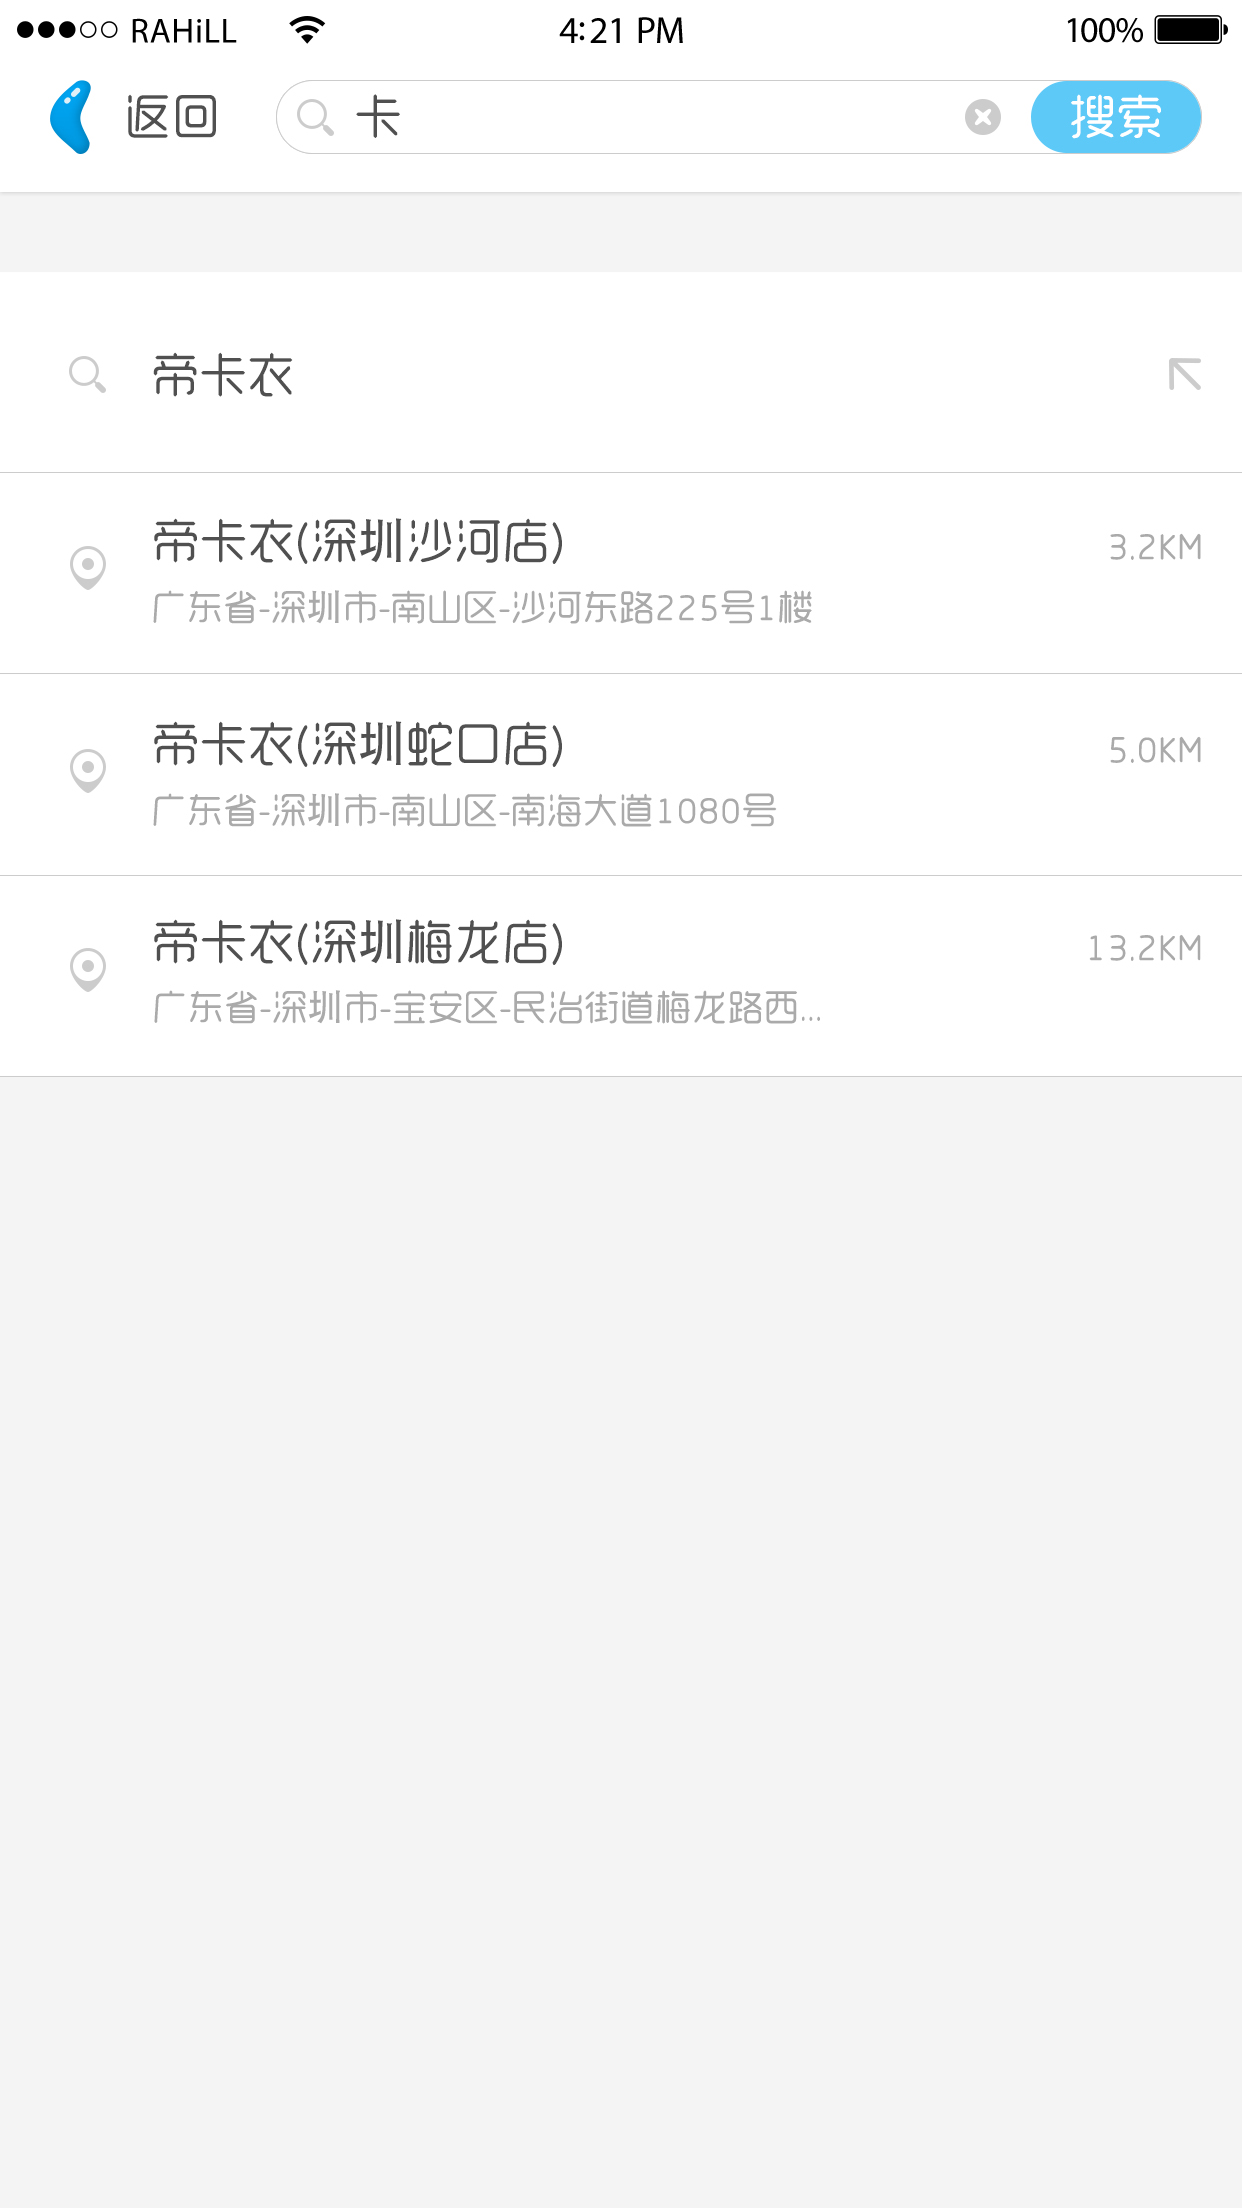 RAHiLL 4:21 PM 100%
返回 卡 搜索
帝卡衣
帝卡衣(深圳沙河店) 3.2KM
广东省-深圳市-南山区-沙河东路225号1楼
帝卡衣(深圳蛇口店) 5.0KM
广东省-深圳市-南山区-南海大道1080号
帝卡衣(深圳梅龙店) 13.2KM
广东省-深圳市-宝安区-民治街道梅龙路西...